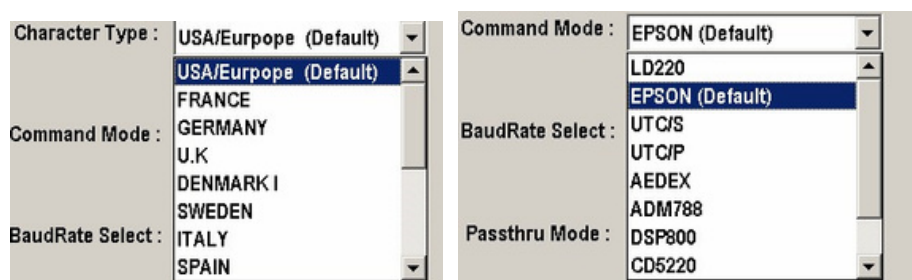 Character Type : USA/Eurpope (Default)
USA/Eurpope (Default)
FRANCE
GERMANY
Command Mode :
U.K
DENMARK I
SWEDEN
BaudRate Select : ITALY
SPAIN
Command Mode : EPSON (Default)
LD220
EPSON (Default)
BaudRate Select : UTC/S
UTC/P
AEDEX
ADM788
Passthru Mode : DSP800
CD5220